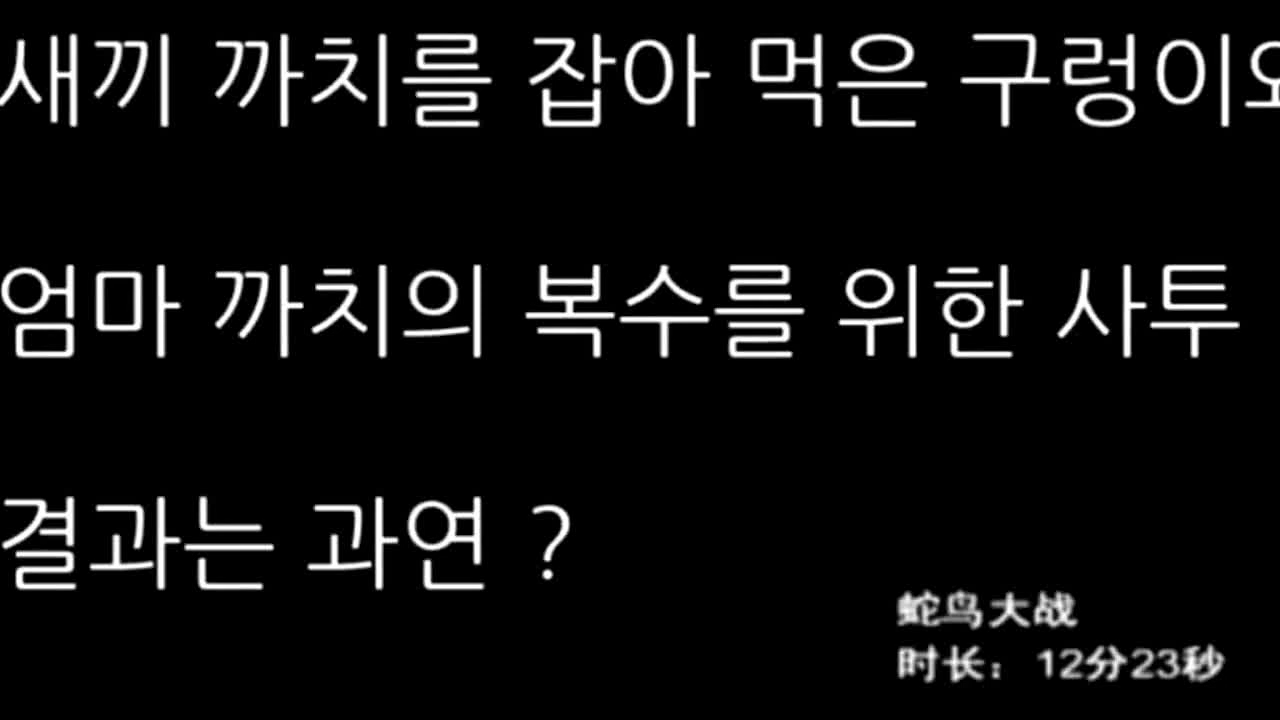 새끼 까치를 잡아 먹은 구렁이와
엄마 까치의 복수를 위한 사투
결과는 과연 ?
蛇鸟大战
时长：12分23秒